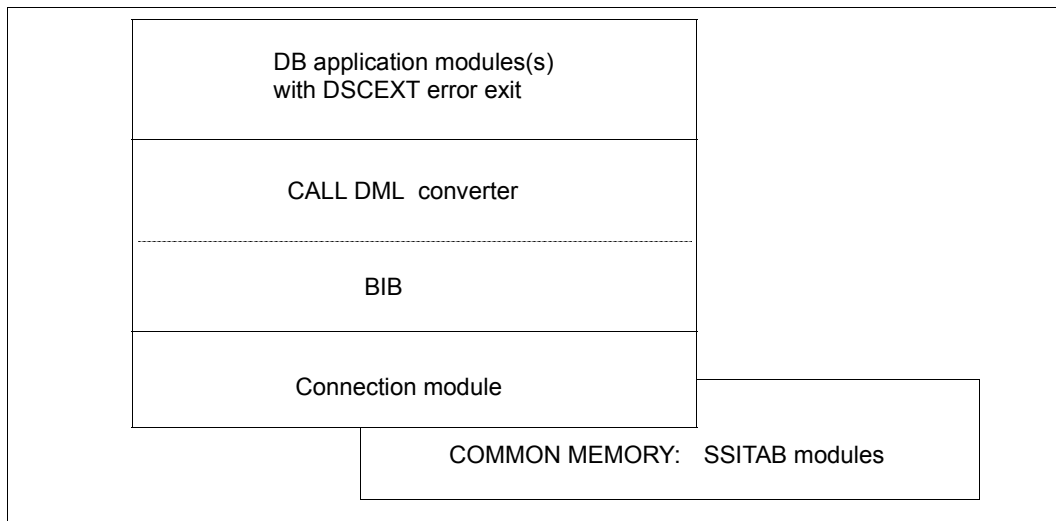 DB application modules(s)
with DSCEXT error exit
CALL DML converter
BIB
Connection module
COMMON MEMORY: SSITAB modules